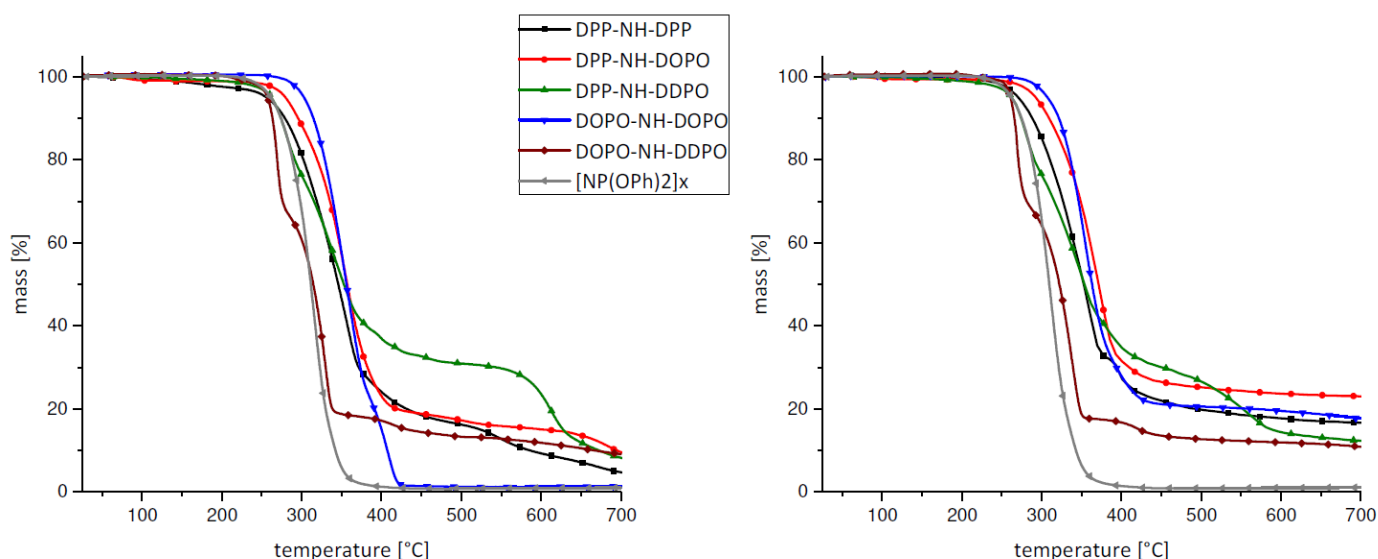 DPP-NH-DPP
DPP-NH-DOPO
DPP-NH-DDPO
DOPO-NH-DOPO
DOPO-NH-DDPO
[NP(OPh)2]x
100
80
60
40
20
0
mass [%]
100 200 300 400 500 600 700
temperature [°C]
100
80
60
40
20
0
mass [%]
100 200 300 400 500 600 700
temperature [°C]